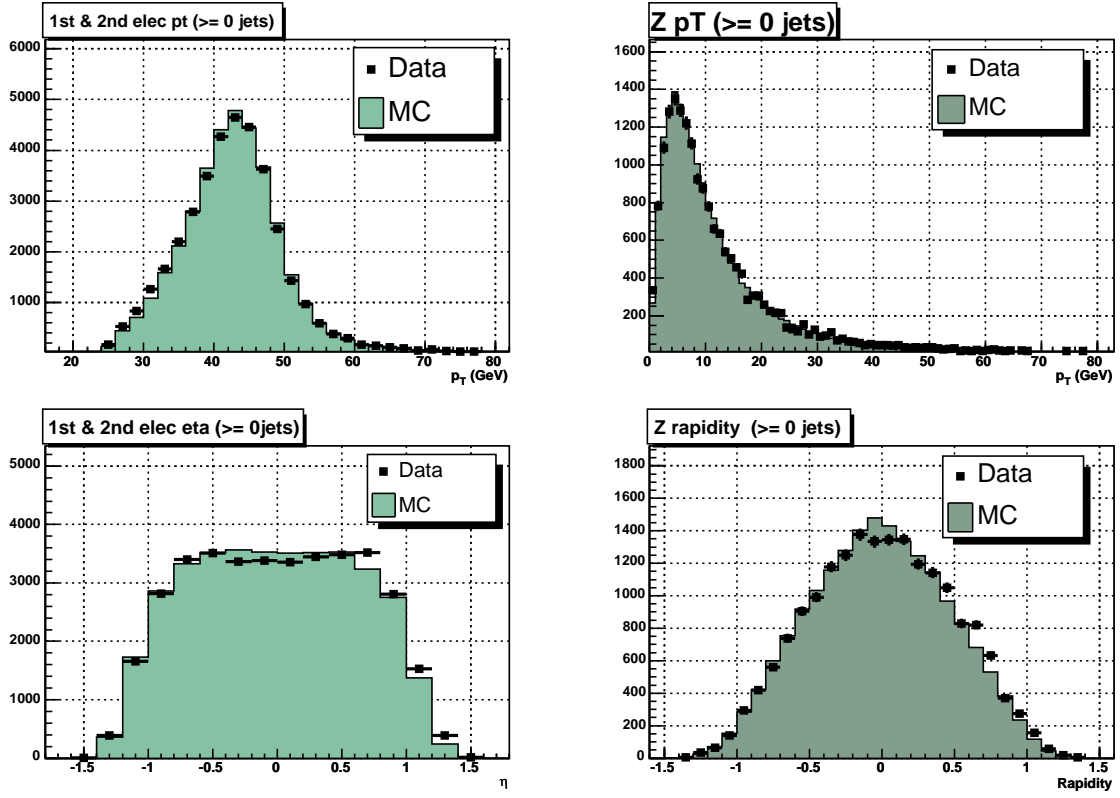 1st & 2nd elec pt (>= 0 jets)
6000
5000
4000
3000
2000
1000
Data
MC
20 30 40 50 60 70 80
p_T (GeV)
Z pT (>= 0 jets)
1600
1400
1200
1000
800
600
400
200
Data
MC
0 10 20 30 40 50 60 70 80
p_T (GeV)
1st & 2nd elec eta (>= 0jets)
5000
4000
3000
2000
1000
0
Data
MC
-1.5 -1 -0.5 0 0.5 1 1.5
η
Z rapidity (>= 0 jets)
1800
1600
1400
1200
1000
800
600
400
200
0
Data
MC
-1.5 -1 -0.5 0 0.5 1 1.5
Rapidity